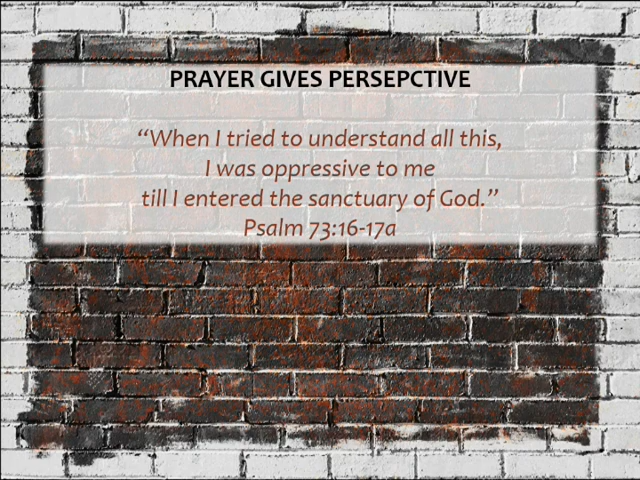 PRAYER GIVES PERSEPCTIVE
“When I tried to understand all this,
I was oppressive to me
till I entered the sanctuary of God.”
Psalm 73:16-17a